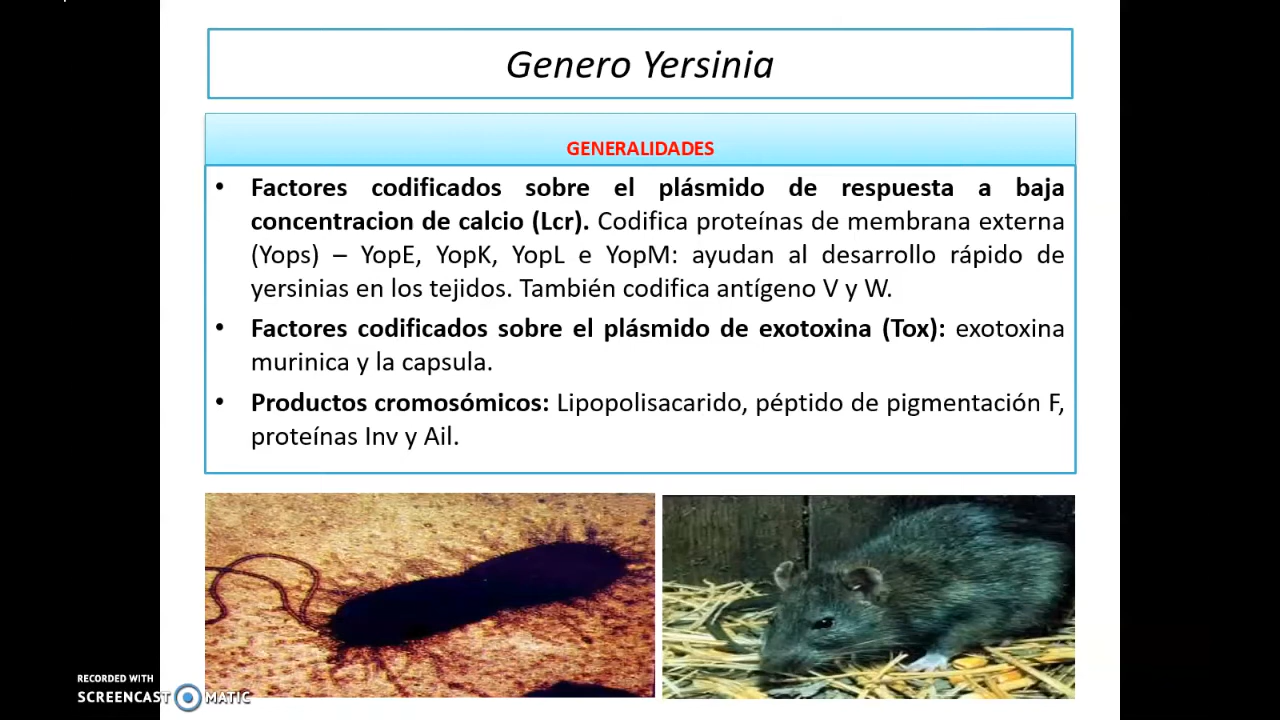 Genero Yersinia
GENERALIDADES
• Factores codificados sobre el plásmido de respuesta a baja
concentracion de calcio (Lcr). Codifica proteínas de membrana externa
(Yops) – YopE, YopK, YopL e YopM: ayudan al desarrollo rápido de
yersinias en los tejidos. También codifica antígeno V y W.
• Factores codificados sobre el plásmido de exotoxina (Tox): exotoxina
murinica y la capsula.
• Productos cromosómicos: Lipopolisacarido, péptido de pigmentación F,
proteínas Inv y Ail.
RECORDED WITH
SCREENCAST MATIC